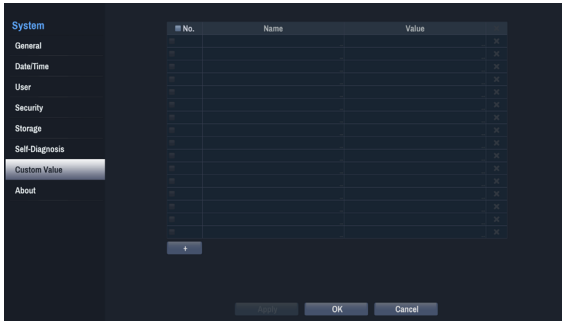 System
No. Name Value
General
Date/Time
User
Security
Storage
Self-Diagnosis
Custom Value
About
+
Apply OK Cancel